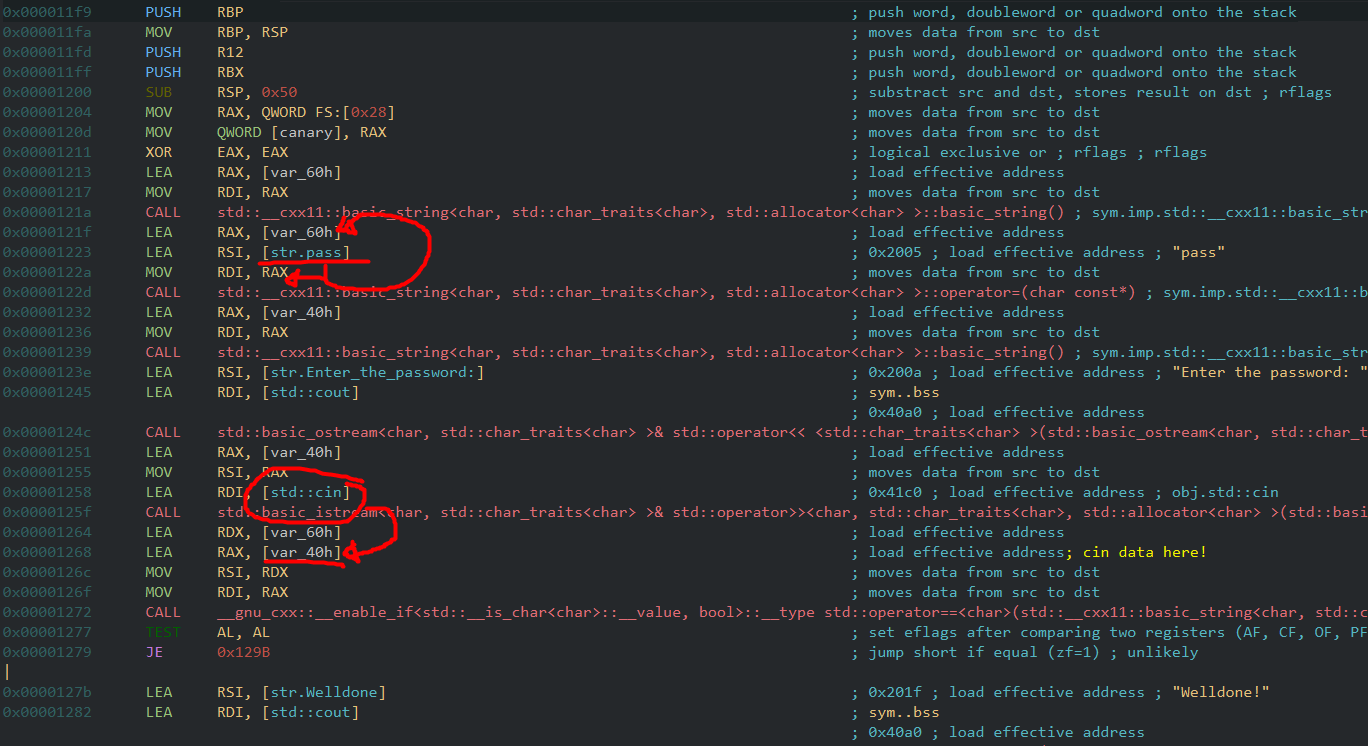 0x000011f9 PUSH RBP ; push word, doubleword or quadword onto the stack
0x000011fa MOV RBP, RSP ; moves data from src to dst
0x000011fd PUSH R12 ; push word, doubleword or quadword onto the stack
0x000011ff PUSH RBX ; push word, doubleword or quadword onto the stack
0x00001200 SUB RSP, 0x50 ; substract src and dst, stores result on dst ; rflags
0x00001204 MOV RAX, QWORD FS:[0x28] ; moves data from src to dst
0x0000120d MOV QWORD [canary], RAX ; moves data from src to dst
0x00001211 XOR EAX, EAX ; logical exclusive or ; rflags ; rflags
0x00001213 LEA RAX, [var_60h] ; load effective address
0x00001217 MOV RDI, RAX ; moves data from src to dst
0x0000121a CALL std::__cxx11::basic_string<char, std::char_traits<char>, std::allocator<char> >::basic_string() ; sym.imp.std::__cxx11::basic_str
0x0000121f LEA RAX, [var_60h] ; load effective address
0x00001223 LEA RSI, [str.pass] ; 0x2005 ; load effective address ; "pass"
0x0000122a MOV RDI, RAX ; moves data from src to dst
0x0000122d CALL std::__cxx11::basic_string<char, std::char_traits<char>, std::allocator<char> >::operator=(char const*) ; sym.imp.std::__cxx11::b
0x00001232 LEA RAX, [var_40h] ; load effective address
0x00001236 MOV RDI, RAX ; moves data from src to dst
0x00001239 CALL std::__cxx11::basic_string<char, std::char_traits<char>, std::allocator<char> >::basic_string() ; sym.imp.std::__cxx11::basic_str
0x0000123e LEA RSI, [str.Enter_the_password:] ; 0x200a ; load effective address ; "Enter the password: "
0x00001245 LEA RDI, [std::cout] ; sym..bss
; 0x40a0 ; load effective address
0x0000124c CALL std::basic_ostream<char, std::char_traits<char> >& std::operator<< <std::char_traits<char> >(std::basic_ostream<char, std::char_t
0x00001251 LEA RAX, [var_40h] ; load effective address
0x00001255 MOV RSI, RAX ; moves data from src to dst
0x00001258 LEA RDI, [std::cin] ; 0x41c0 ; load effective address ; obj.std::cin
0x0000125f CALL std::basic_istream<char, std::char_traits<char> >& std::operator>><char, std::char_traits<char>, std::allocator<char> >(std::basi
0x00001264 LEA RDX, [var_60h] ; load effective address
0x00001268 LEA RAX, [var_40h] ; load effective address; cin data here!
0x0000126c MOV RSI, RDX ; moves data from src to dst
0x0000126f MOV RDI, RAX ; moves data from src to dst
0x00001272 CALL __gnu_cxx::__enable_if<std::__is_char<char>::__value, bool>::__type std::operator==<char>(std::__cxx11::basic_string<char, std::c
0x00001277 TEST AL, AL ; set eflags after comparing two registers (AF, CF, OF, PF
0x00001279 JE 0x129B ; jump short if equal (zf=1) ; unlikely
0x0000127b LEA RSI, [str.Welldone] ; 0x201f ; load effective address ; "Welldone!"
0x00001282 LEA RDI, [std::cout] ; sym..bss
; 0x40a0 ; load effective address